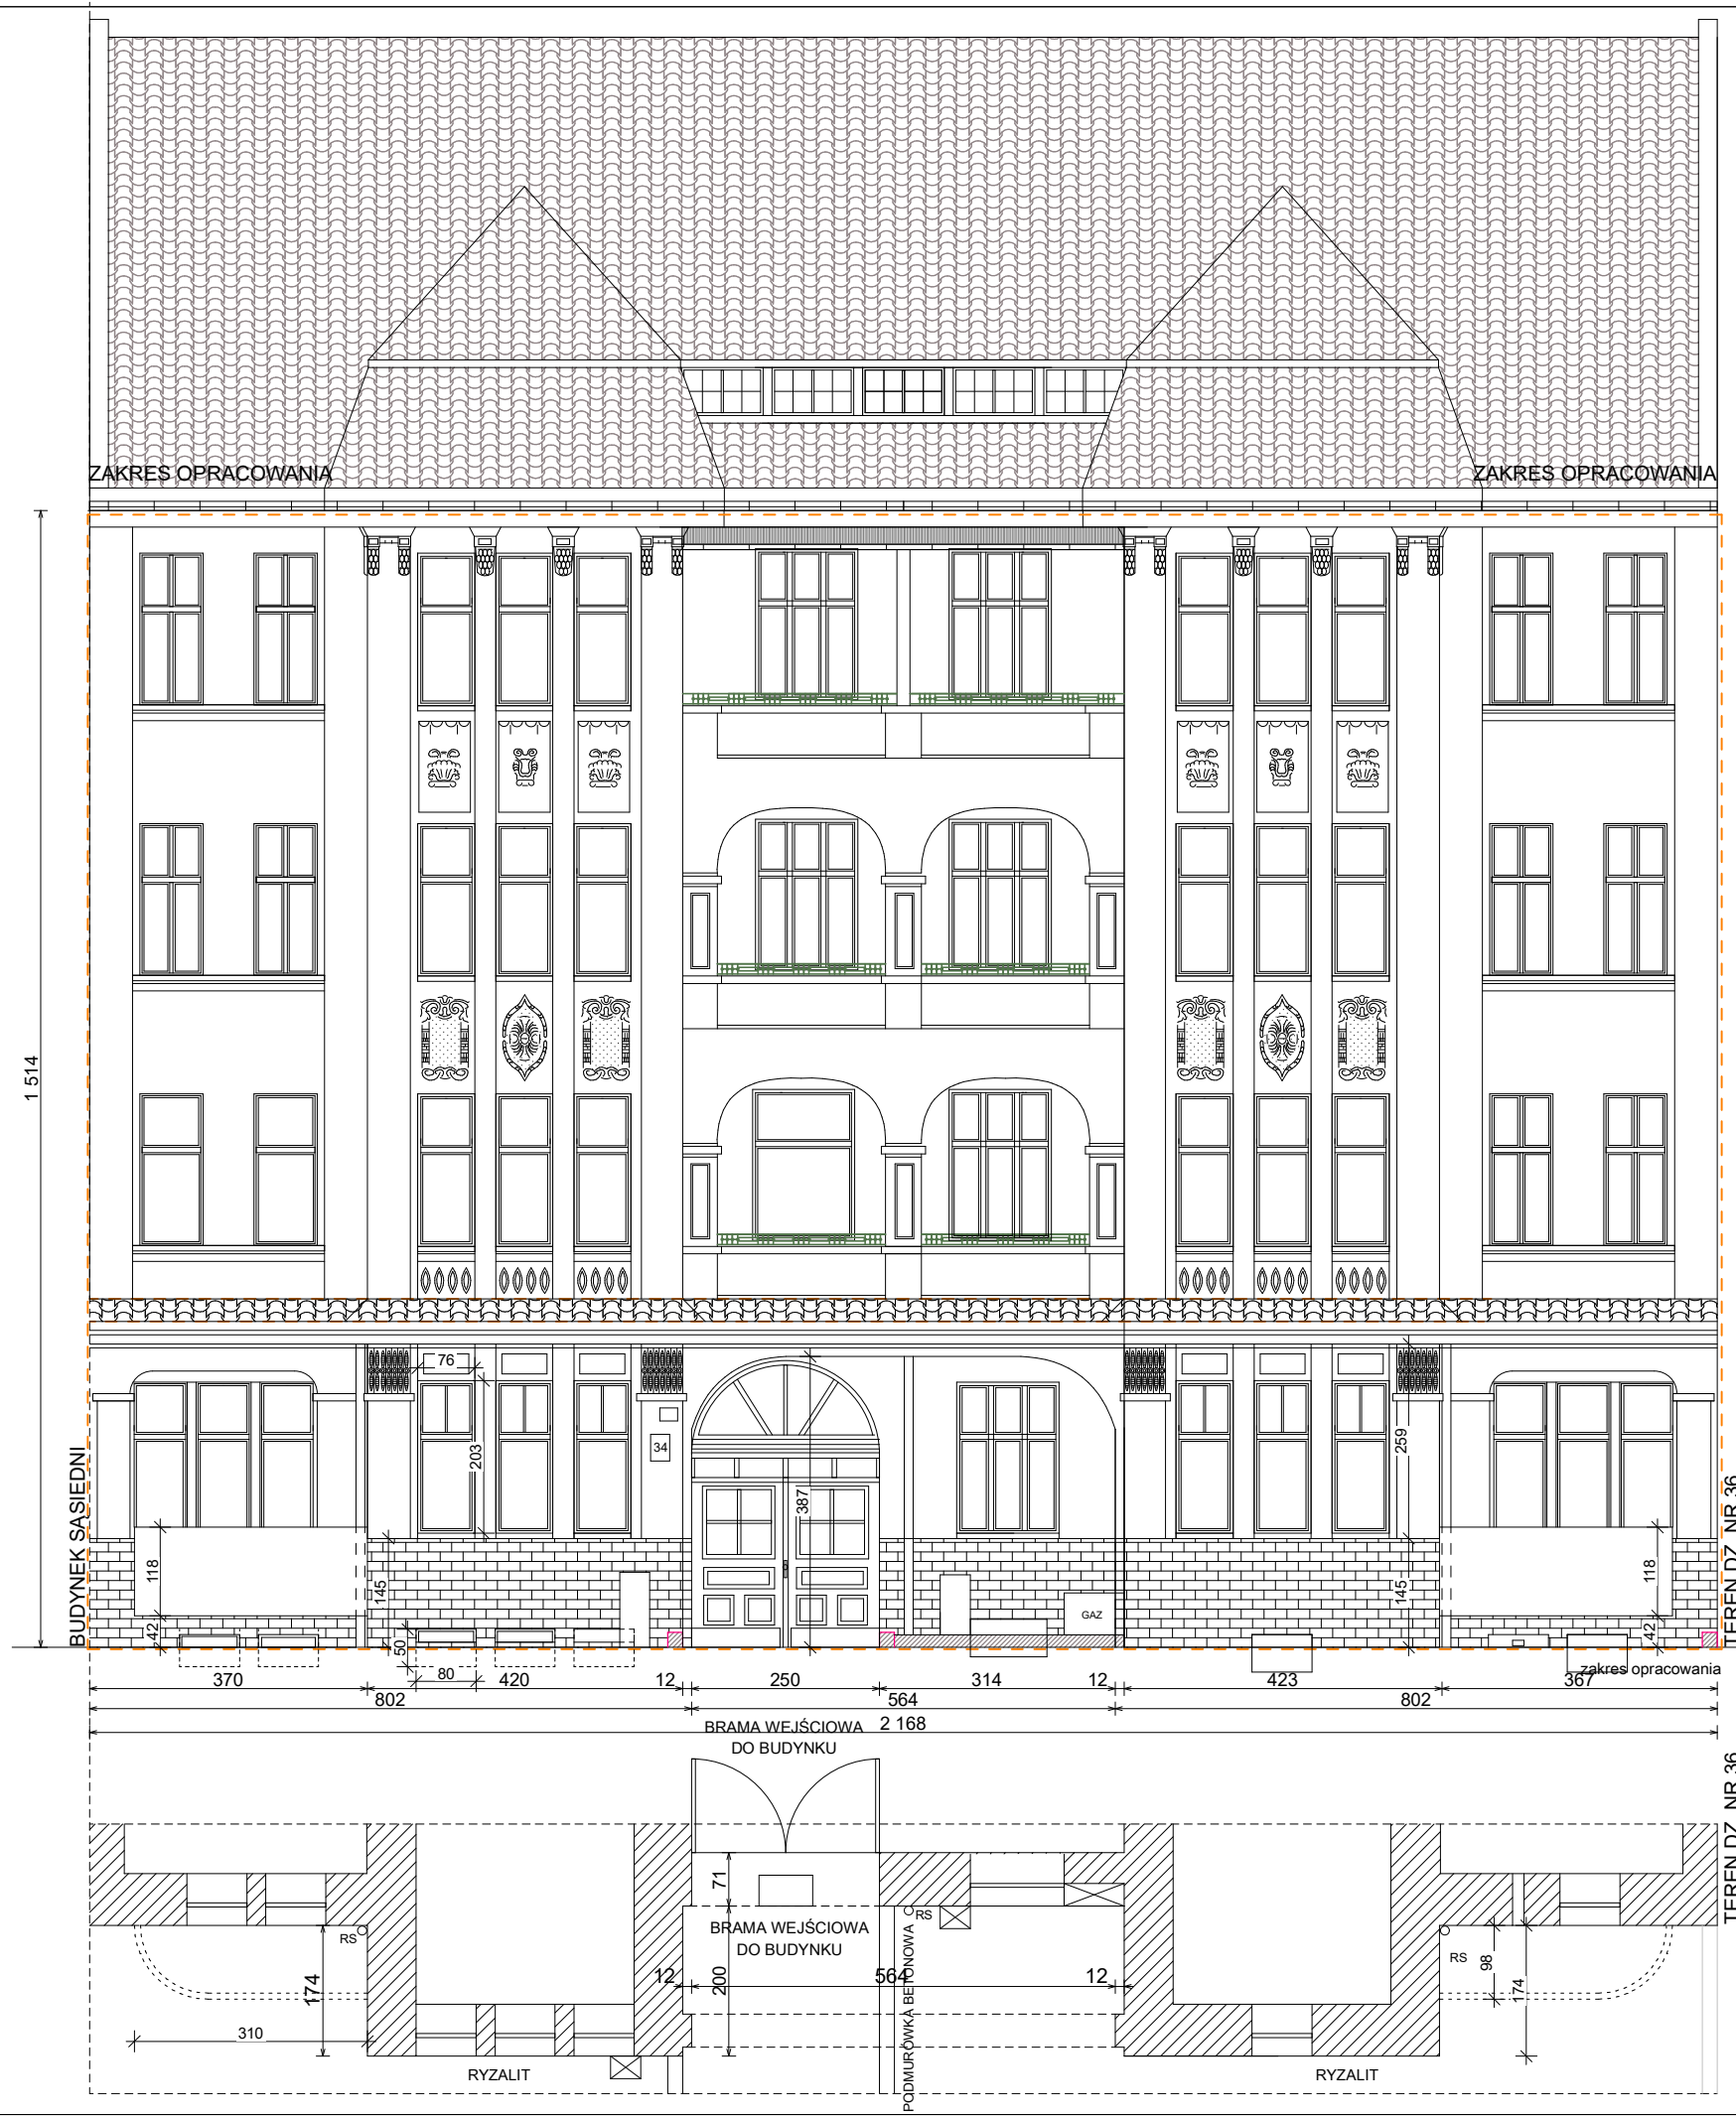 ZAKRES OPRACOWANIA
ZAKRES OPRACOWANIA
1 514
76
203
34
387
259
BUDYNEK SĄSIEDNI
TEREN DZ. NR 36
118
42
145
50
80
GAZ
145
118
42
zakres opracowania
370
420
12
250
314
12
423
367
802
564
802
2 168
BRAMA WEJŚCIOWA
DO BUDYNKU
TEREN DZ. NR 36
71
BRAMA WEJŚCIOWA
DO BUDYNKU
RS
RS
RS
PODMURÓWKA BETONOWA
174
12
200
564
12
98
174
310
RYZALIT
RYZALIT